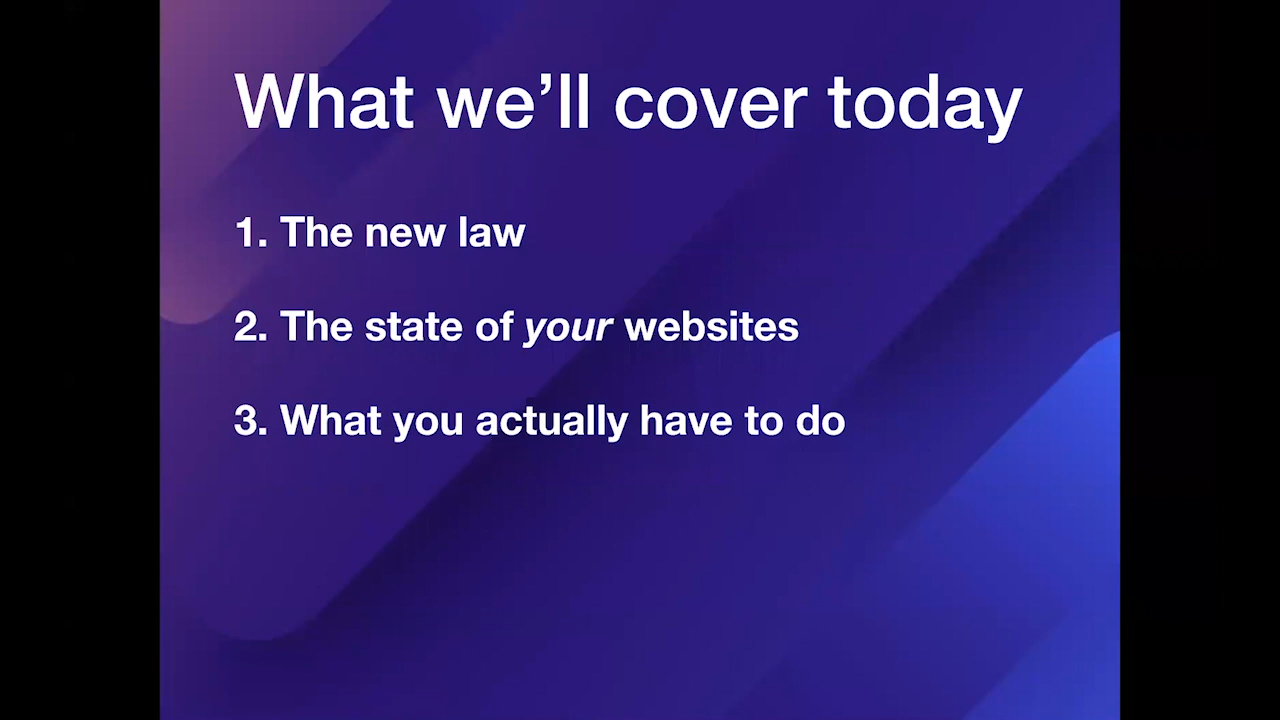 What we’ll cover today
1. The new law
2. The state of your websites
3. What you actually have to do